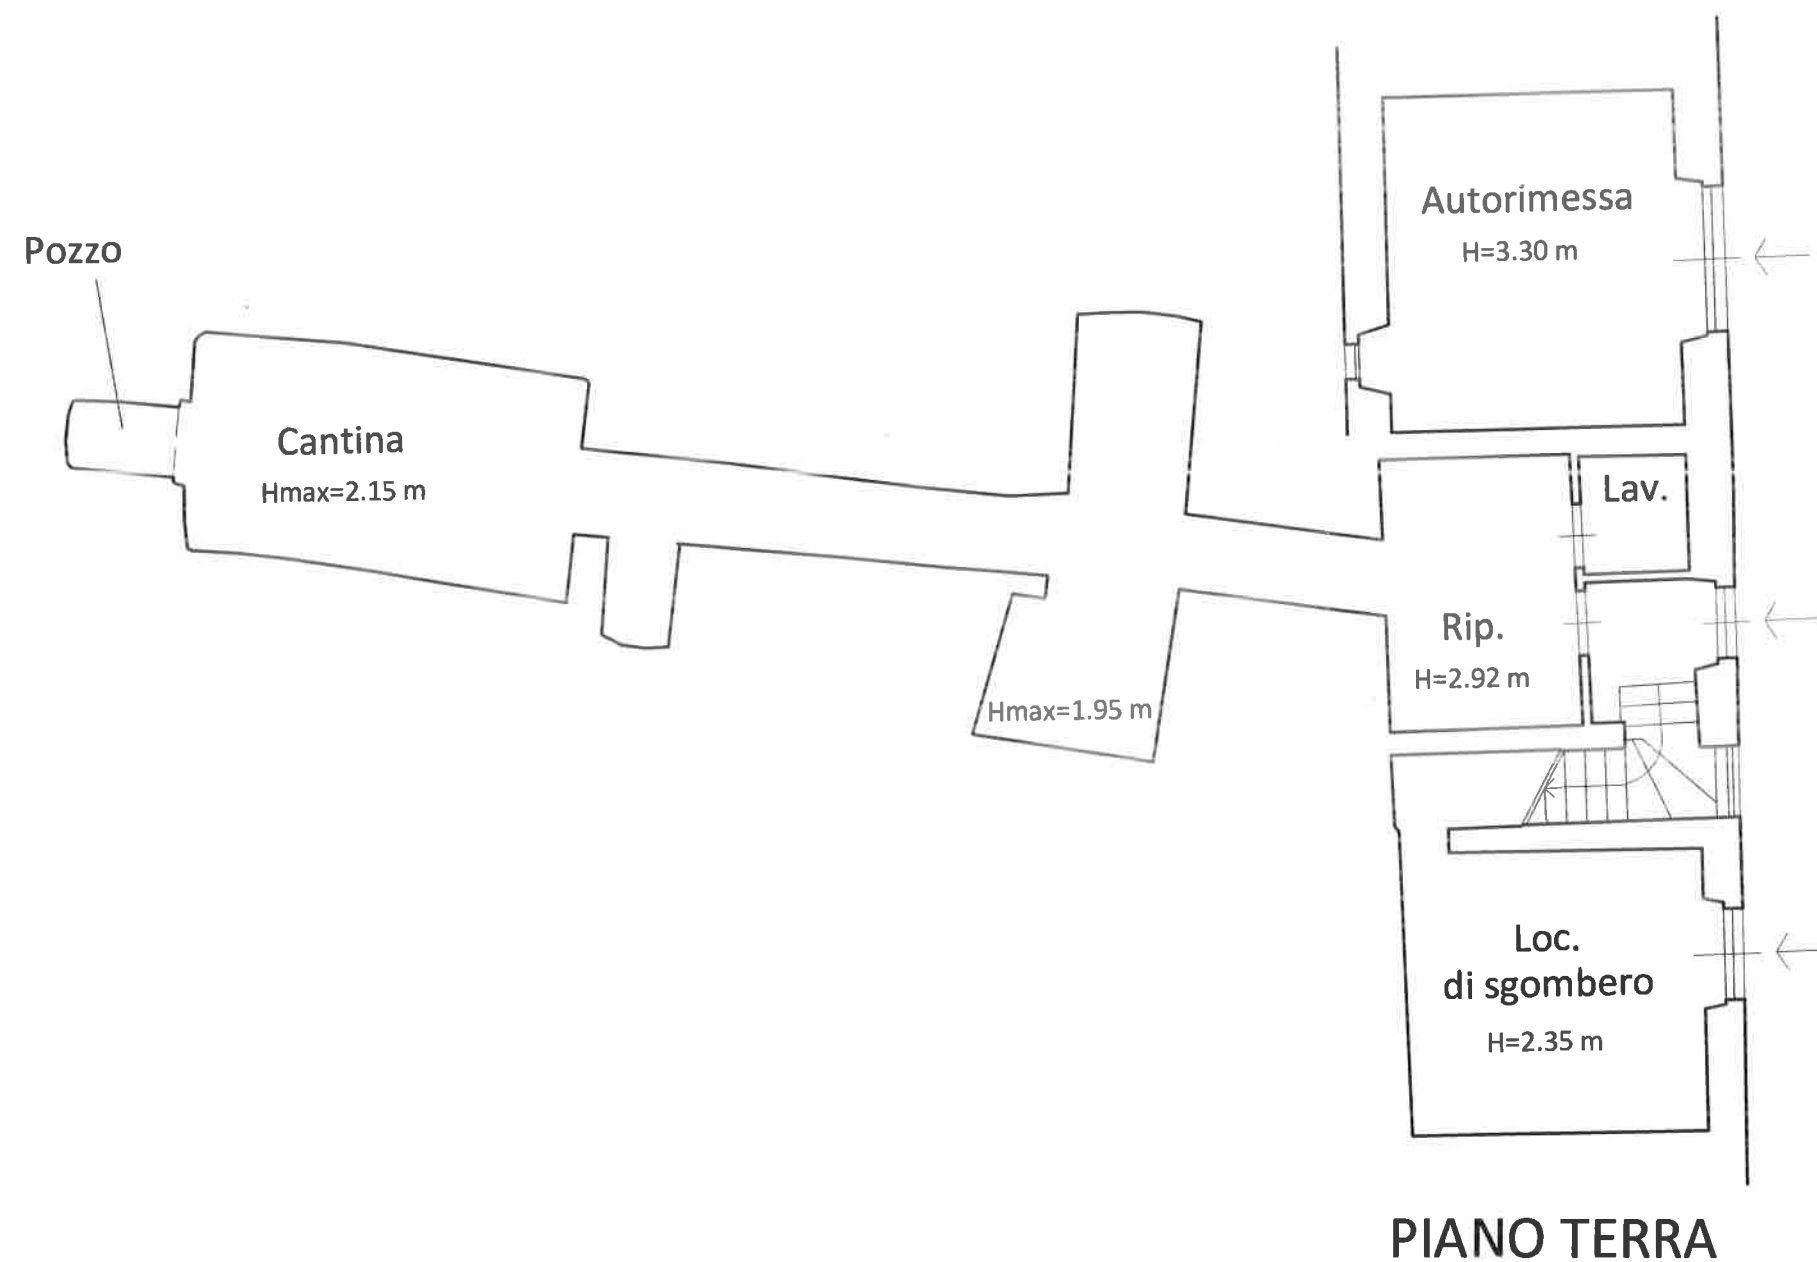 Autorimessa
H=3.30 m
Pozzo
Cantina
Hmax=2.15 m
Lav.
Rip.
H=2.92 m
Hmax=1.95 m
Loc.
di sgombero
H=2.35 m
PIANO TERRA